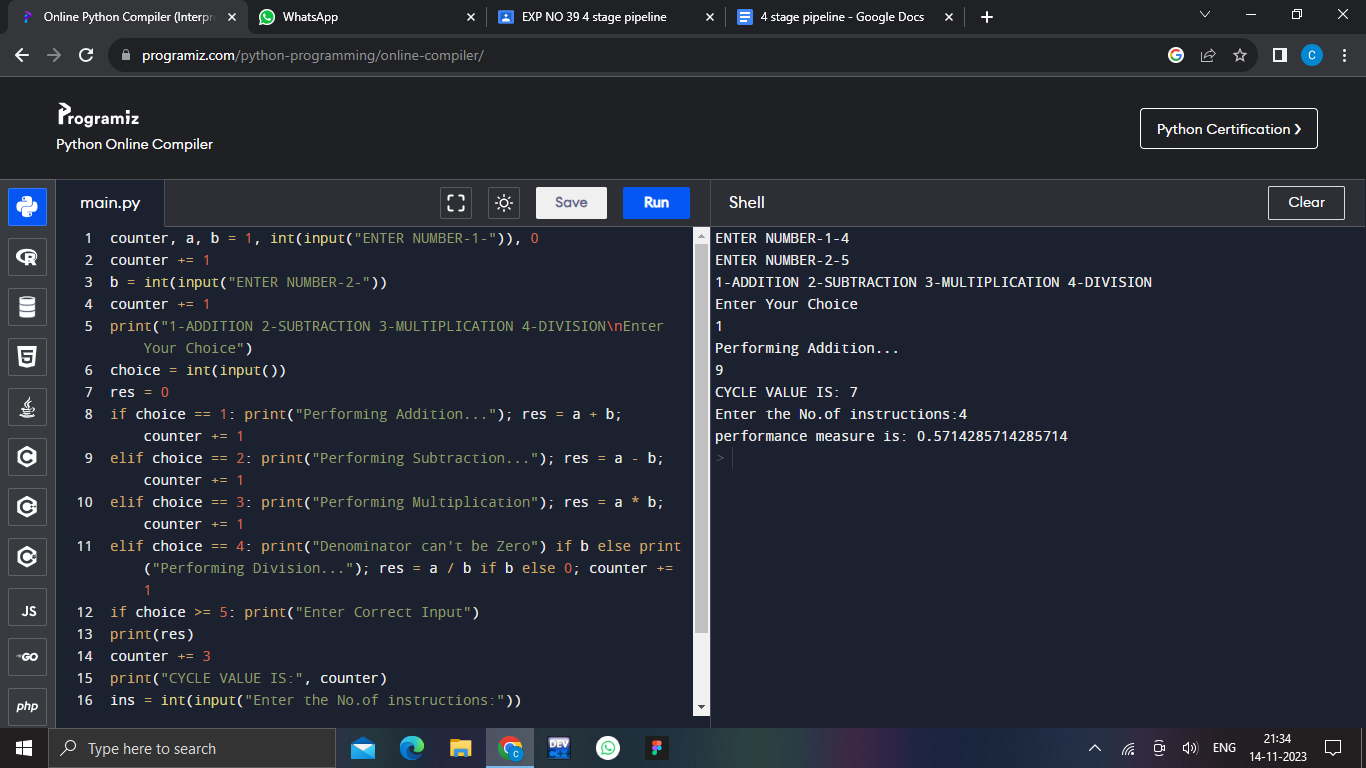 Online Python Compiler (Interpr
WhatsApp
EXP NO 39 4 stage pipeline
4 stage pipeline - Google Docs
programiz.com/python-programming/online-compiler/
C
Programiz
Python Online Compiler
Python Certification ❯
main.py
Save
Run
Shell
Clear
1 counter, a, b = 1, int(input("ENTER NUMBER-1-")), 0
2 counter += 1
3 b = int(input("ENTER NUMBER-2-"))
4 counter += 1
5 print("1-ADDITION 2-SUBTRACTION 3-MULTIPLICATION 4-DIVISION\nEnter
Your Choice")
6 choice = int(input())
7 res = 0
8 if choice == 1: print("Performing Addition..."); res = a + b;
counter += 1
9 elif choice == 2: print("Performing Subtraction..."); res = a - b;
counter += 1
10 elif choice == 3: print("Performing Multiplication"); res = a * b;
counter += 1
11 elif choice == 4: print("Denominator can't be Zero") if b else print
("Performing Division..."); res = a / b if b else 0; counter +=
1
12 if choice >= 5: print("Enter Correct Input")
13 print(res)
14 counter += 3
15 print("CYCLE VALUE IS:", counter)
16 ins = int(input("Enter the No.of instructions:"))
ENTER NUMBER-1-4
ENTER NUMBER-2-5
1-ADDITION 2-SUBTRACTION 3-MULTIPLICATION 4-DIVISION
Enter Your Choice
1
Performing Addition...
9
CYCLE VALUE IS: 7
Enter the No.of instructions:4
performance measure is: 0.5714285714285714
>
R
5
C
C
C
JS
GO
php
Type here to search
DEV
C
ENG
21:34
14-11-2023